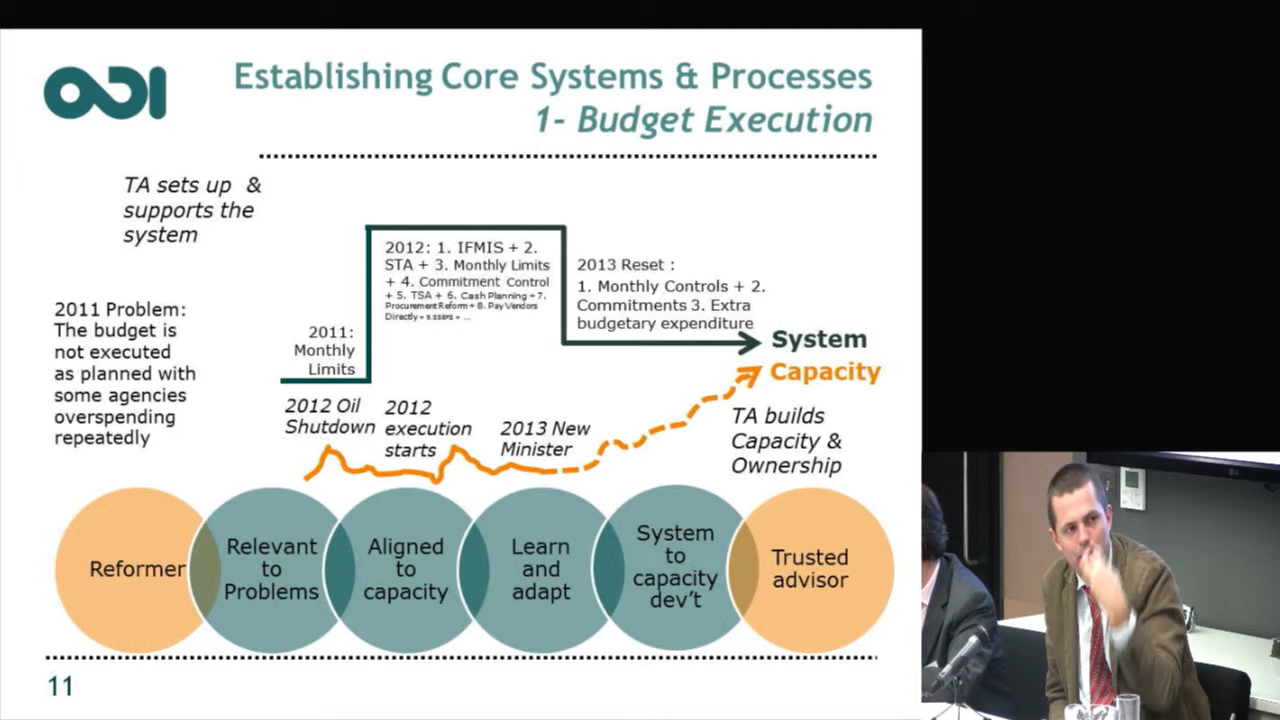 ODI
Establishing Core Systems & Processes
1- Budget Execution
TA sets up &
supports the
system
2011 Problem:
The budget is
not executed
as planned with
some agencies
overspending
repeatedly
2011:
Monthly
Limits
2012: 1. IFMIS + 2.
STA + 3. Monthly Limits
+ 4. Commitment Control
+ 5. TSA + 6. Cash Planning + 7.
Procurement Reform + 8. Pay Vendors
Directly +
2013 Reset :
1. Monthly Controls + 2.
Commitments 3. Extra
budgetary expenditure
System
Capacity
2012 Oil
Shutdown
2012
execution
starts
2013 New
Minister
TA builds
Capacity &
Ownership
Reformer
Relevant
to
Problems
Aligned
to
capacity
Learn
and
adapt
System
to
capacity
dev't
Trusted
advisor
11